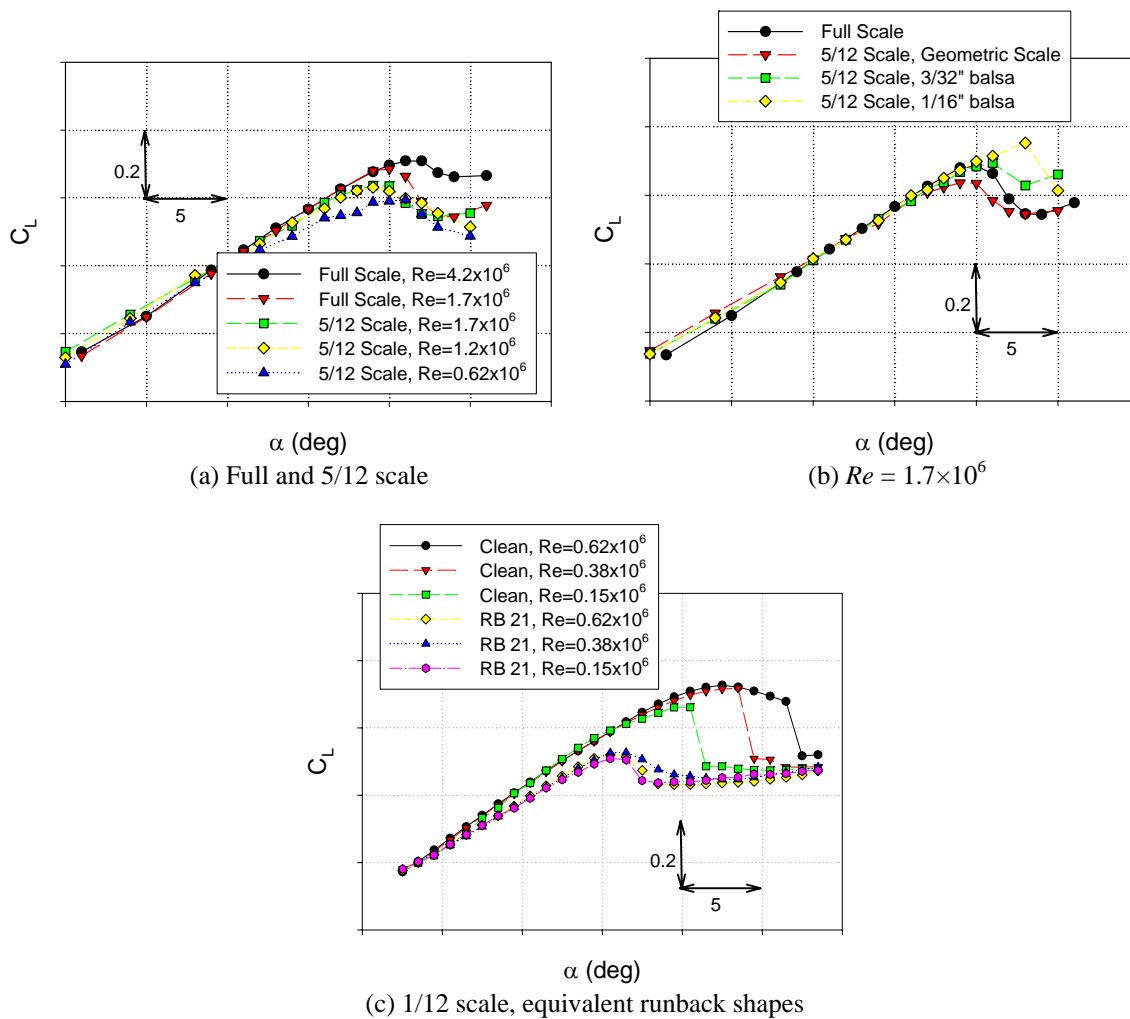 Full Scale
5/12 Scale, Geometric Scale
5/12 Scale, 3/32" balsa
5/12 Scale, 1/16" balsa
0.2
5
C_L
Full Scale, Re=4.2x10^6
Full Scale, Re=1.7x10^6
5/12 Scale, Re=1.7x10^6
5/12 Scale, Re=1.2x10^6
5/12 Scale, Re=0.62x10^6
α (deg)
(a) Full and 5/12 scale
C_L
0.2
5
α (deg)
(b) Re = 1.7×10^6
Clean, Re=0.62x10^6
Clean, Re=0.38x10^6
Clean, Re=0.15x10^6
RB 21, Re=0.62x10^6
RB 21, Re=0.38x10^6
RB 21, Re=0.15x10^6
C_L
0.2
5
α (deg)
(c) 1/12 scale, equivalent runback shapes